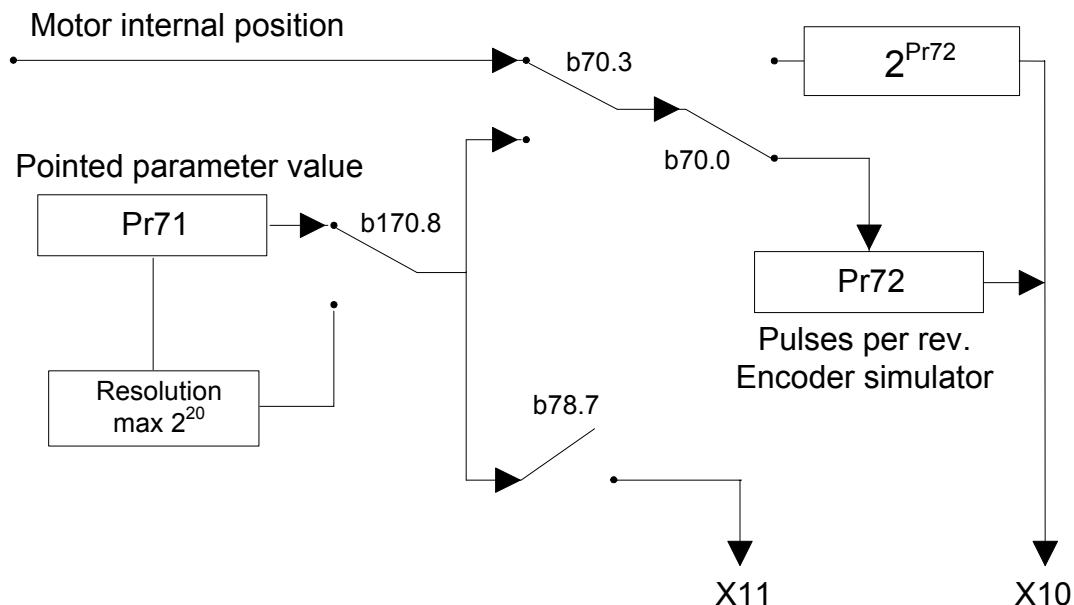 Motor internal position
b70.3
2^Pr72
b70.0
Pointed parameter value
Pr71
b170.8
Pr72
Pulses per rev.
Encoder simulator
Resolution
max 2^20
b78.7
X11
X10